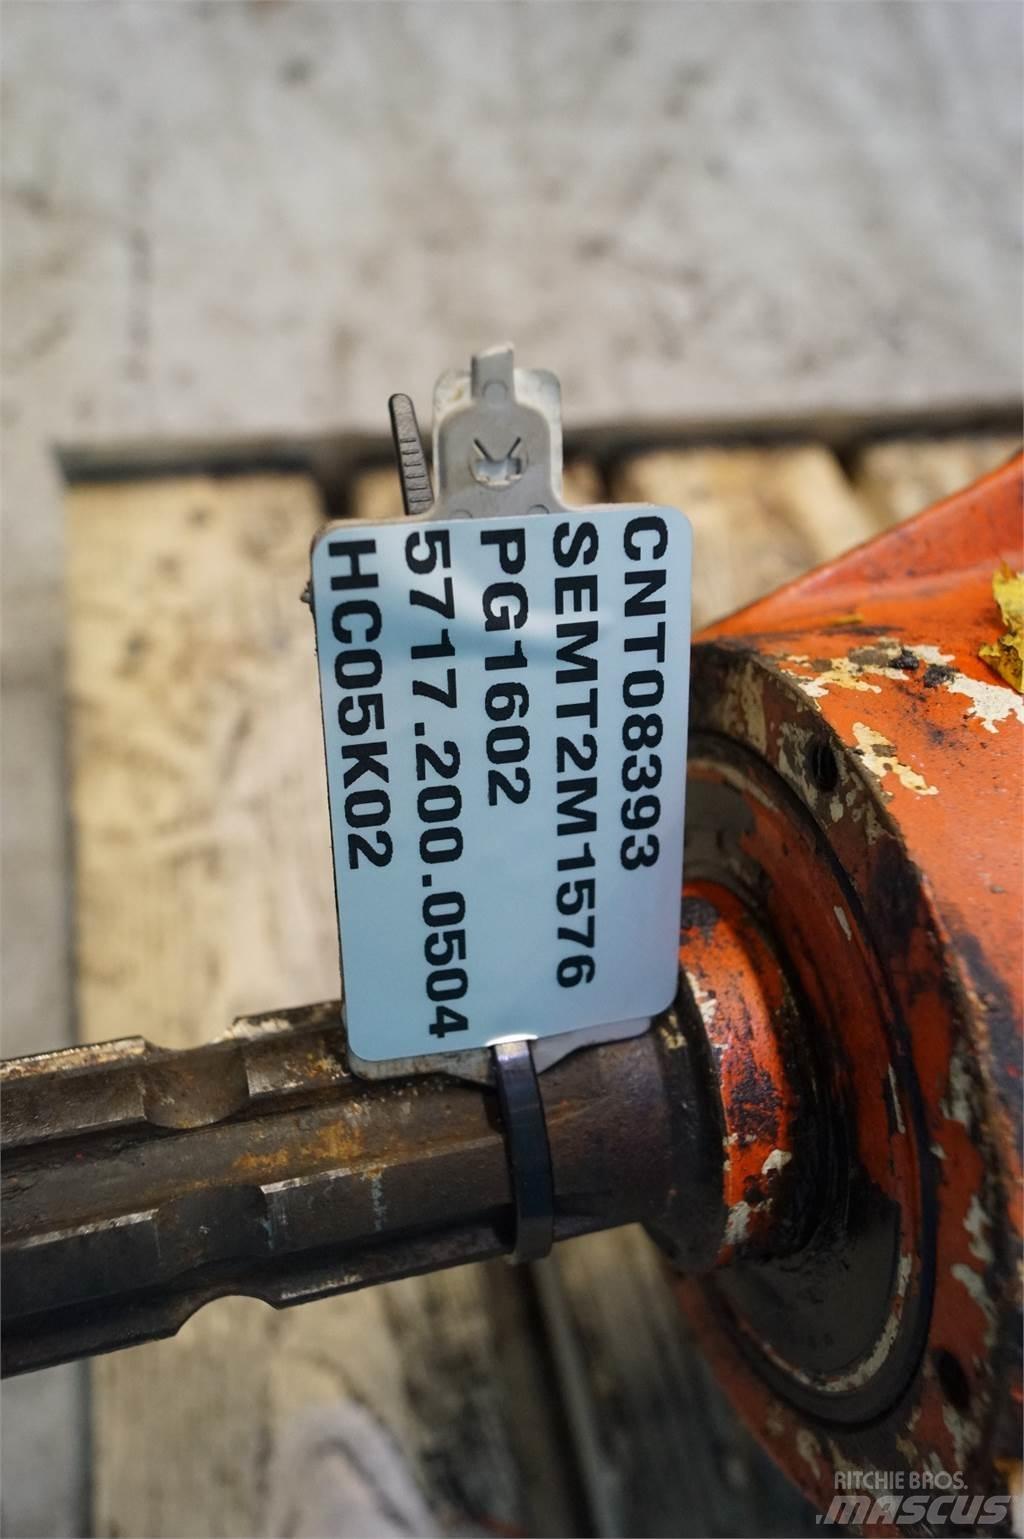 CNT08393
SEMT2M1576
PG1602
5717.200.0504
HC05K02
RITCHIE BROS.
MASCUS